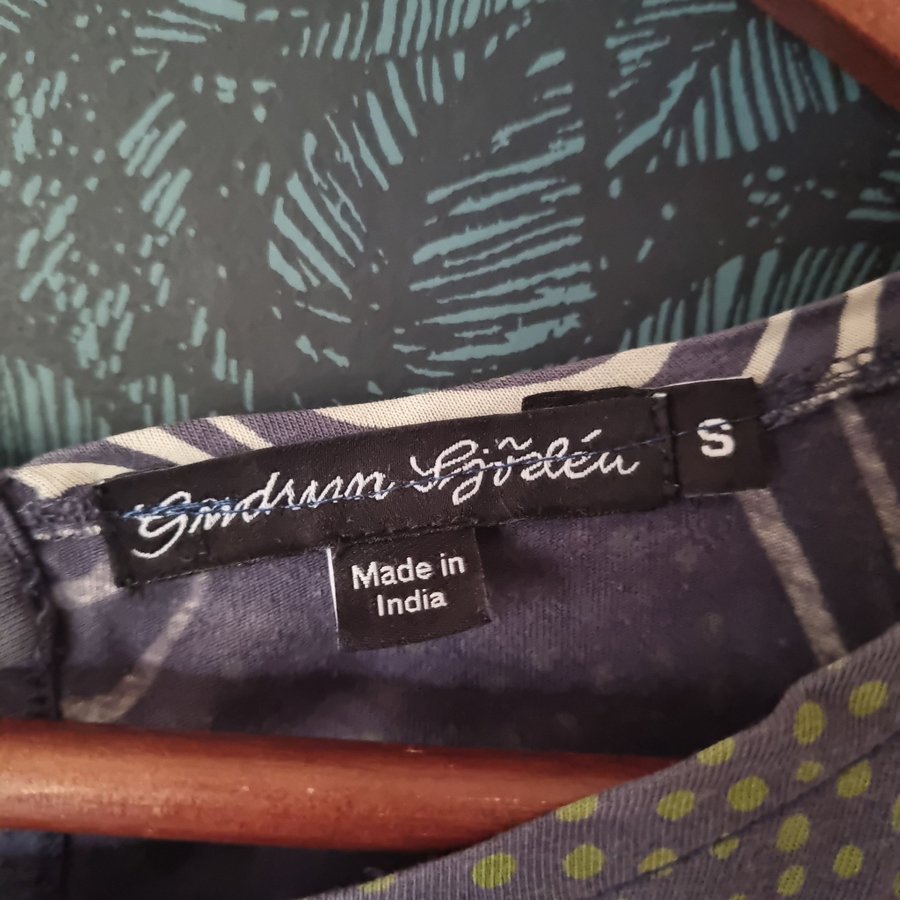 Gudrun Sjödén
S
Made in
India